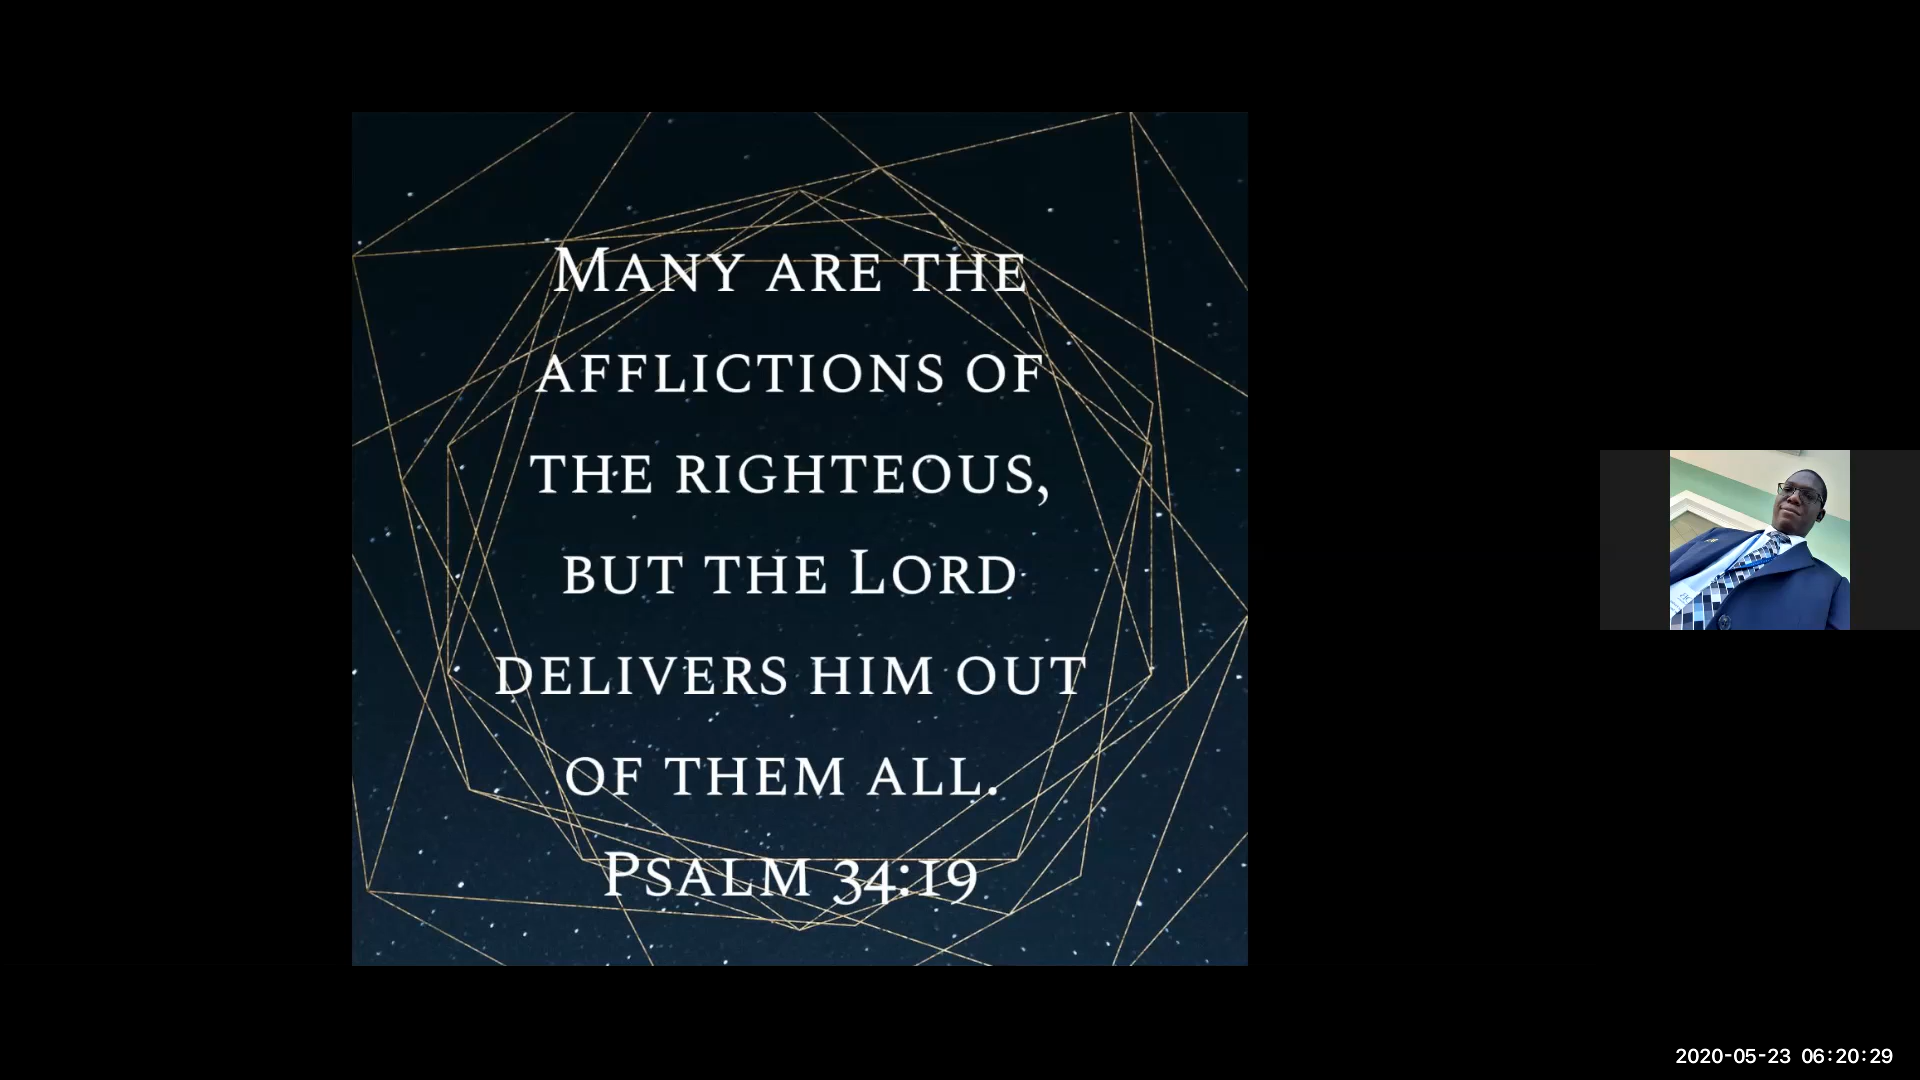 Many are the
afflictions of
the righteous,
but the Lord
delivers him out
of them all.
Psalm 34:19
2020-05-23 06:20:29